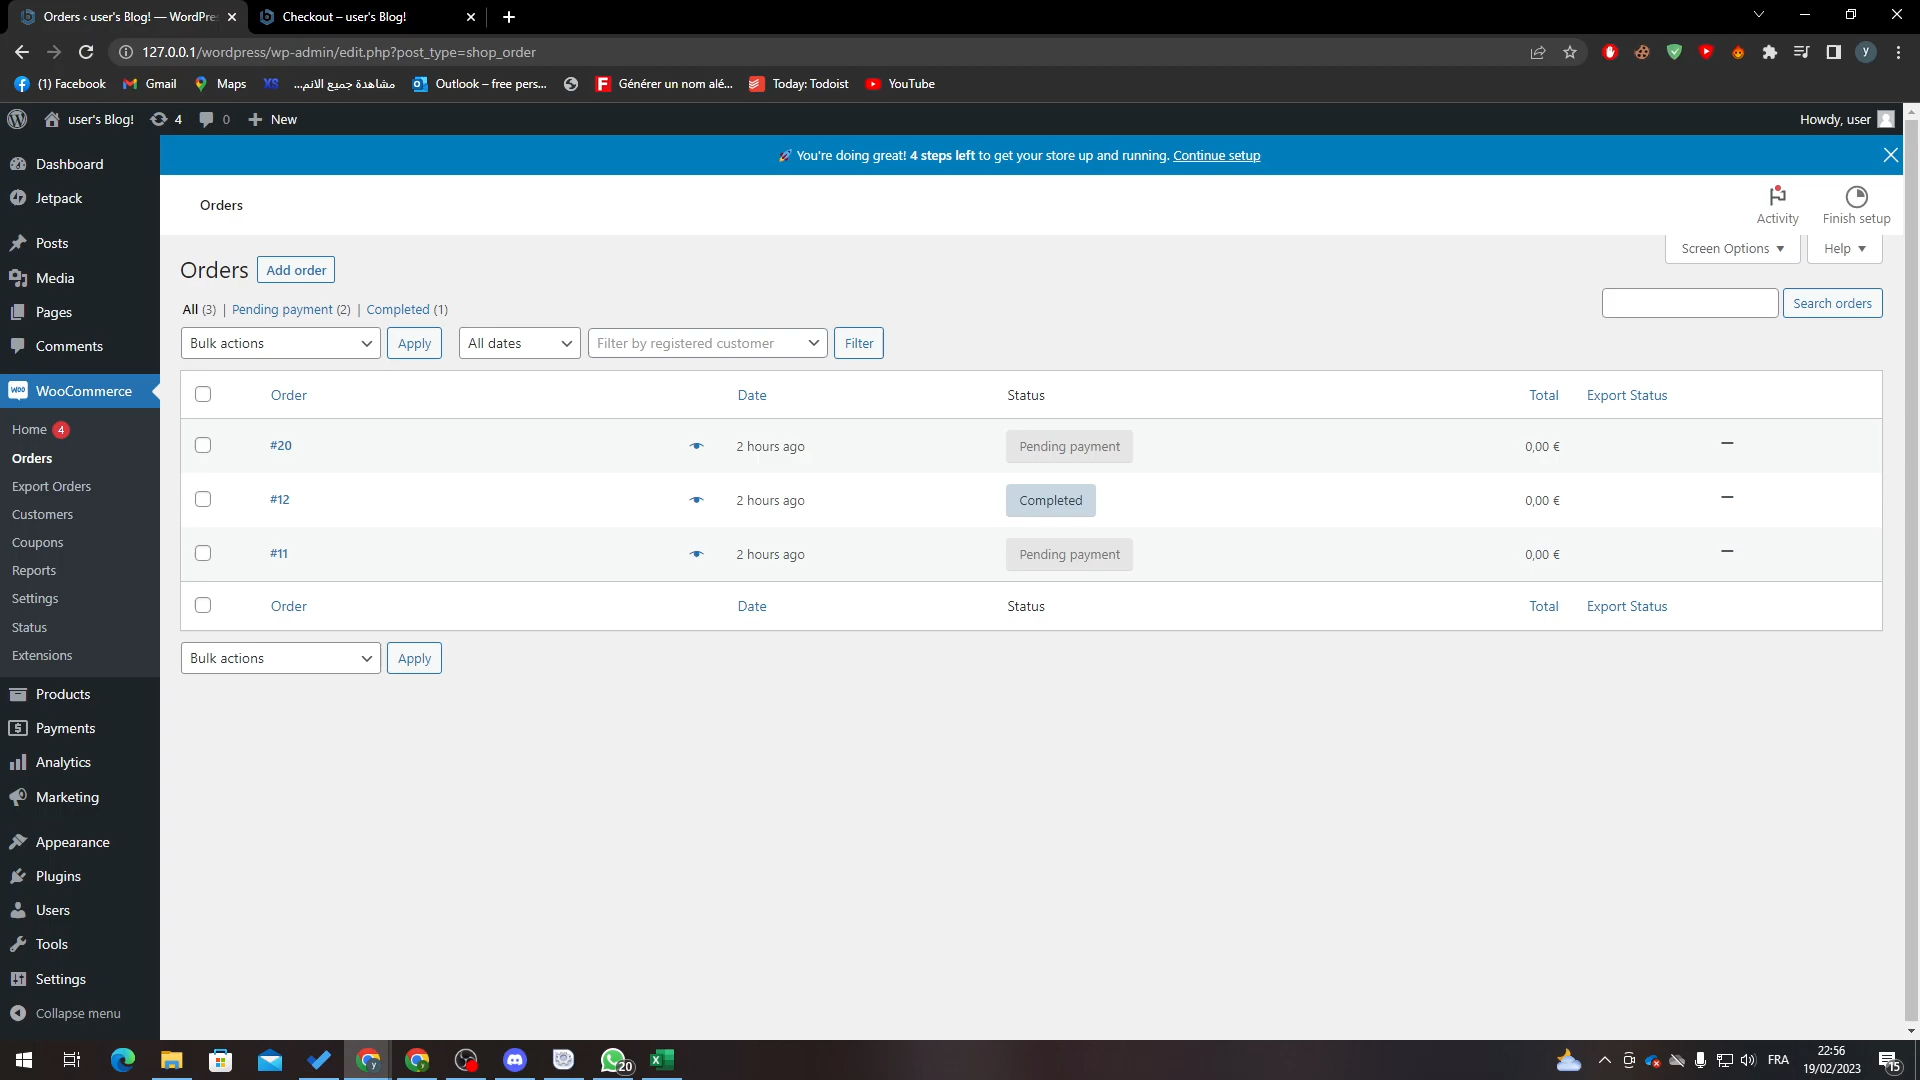 Orders ‹ user's Blog! — WordPre
Checkout – user's Blog!
127.0.0.1/wordpress/wp-admin/edit.php?post_type=shop_order
y
(1) Facebook
Gmail
Maps
XS
مشاهدة جميع الانم...
Outlook – free pers...
Générer un nom alé...
Today: Todoist
YouTube
user's Blog!
4
0
New
Howdy, user
🚀 You're doing great! 4 steps left to get your store up and running. Continue setup
Dashboard
Jetpack
Posts
Media
Pages
Comments
WooCommerce
Home 4
Orders
Export Orders
Customers
Coupons
Reports
Settings
Status
Extensions
Products
Payments
Analytics
Marketing
Appearance
Plugins
Users
Tools
Settings
Collapse menu
Orders
Activity
Finish setup
Screen Options ▼
Help ▼
Orders
Add order
All (3) | Pending payment (2) | Completed (1)
Search orders
Bulk actions
Apply
All dates
Filter by registered customer
Filter
Order Date Status Total Export Status
#20 2 hours ago Pending payment 0,00 € –
#12 2 hours ago Completed 0,00 € –
#11 2 hours ago Pending payment 0,00 € –
Order Date Status Total Export Status
Bulk actions
Apply
20
FRA
22:56
19/02/2023
15